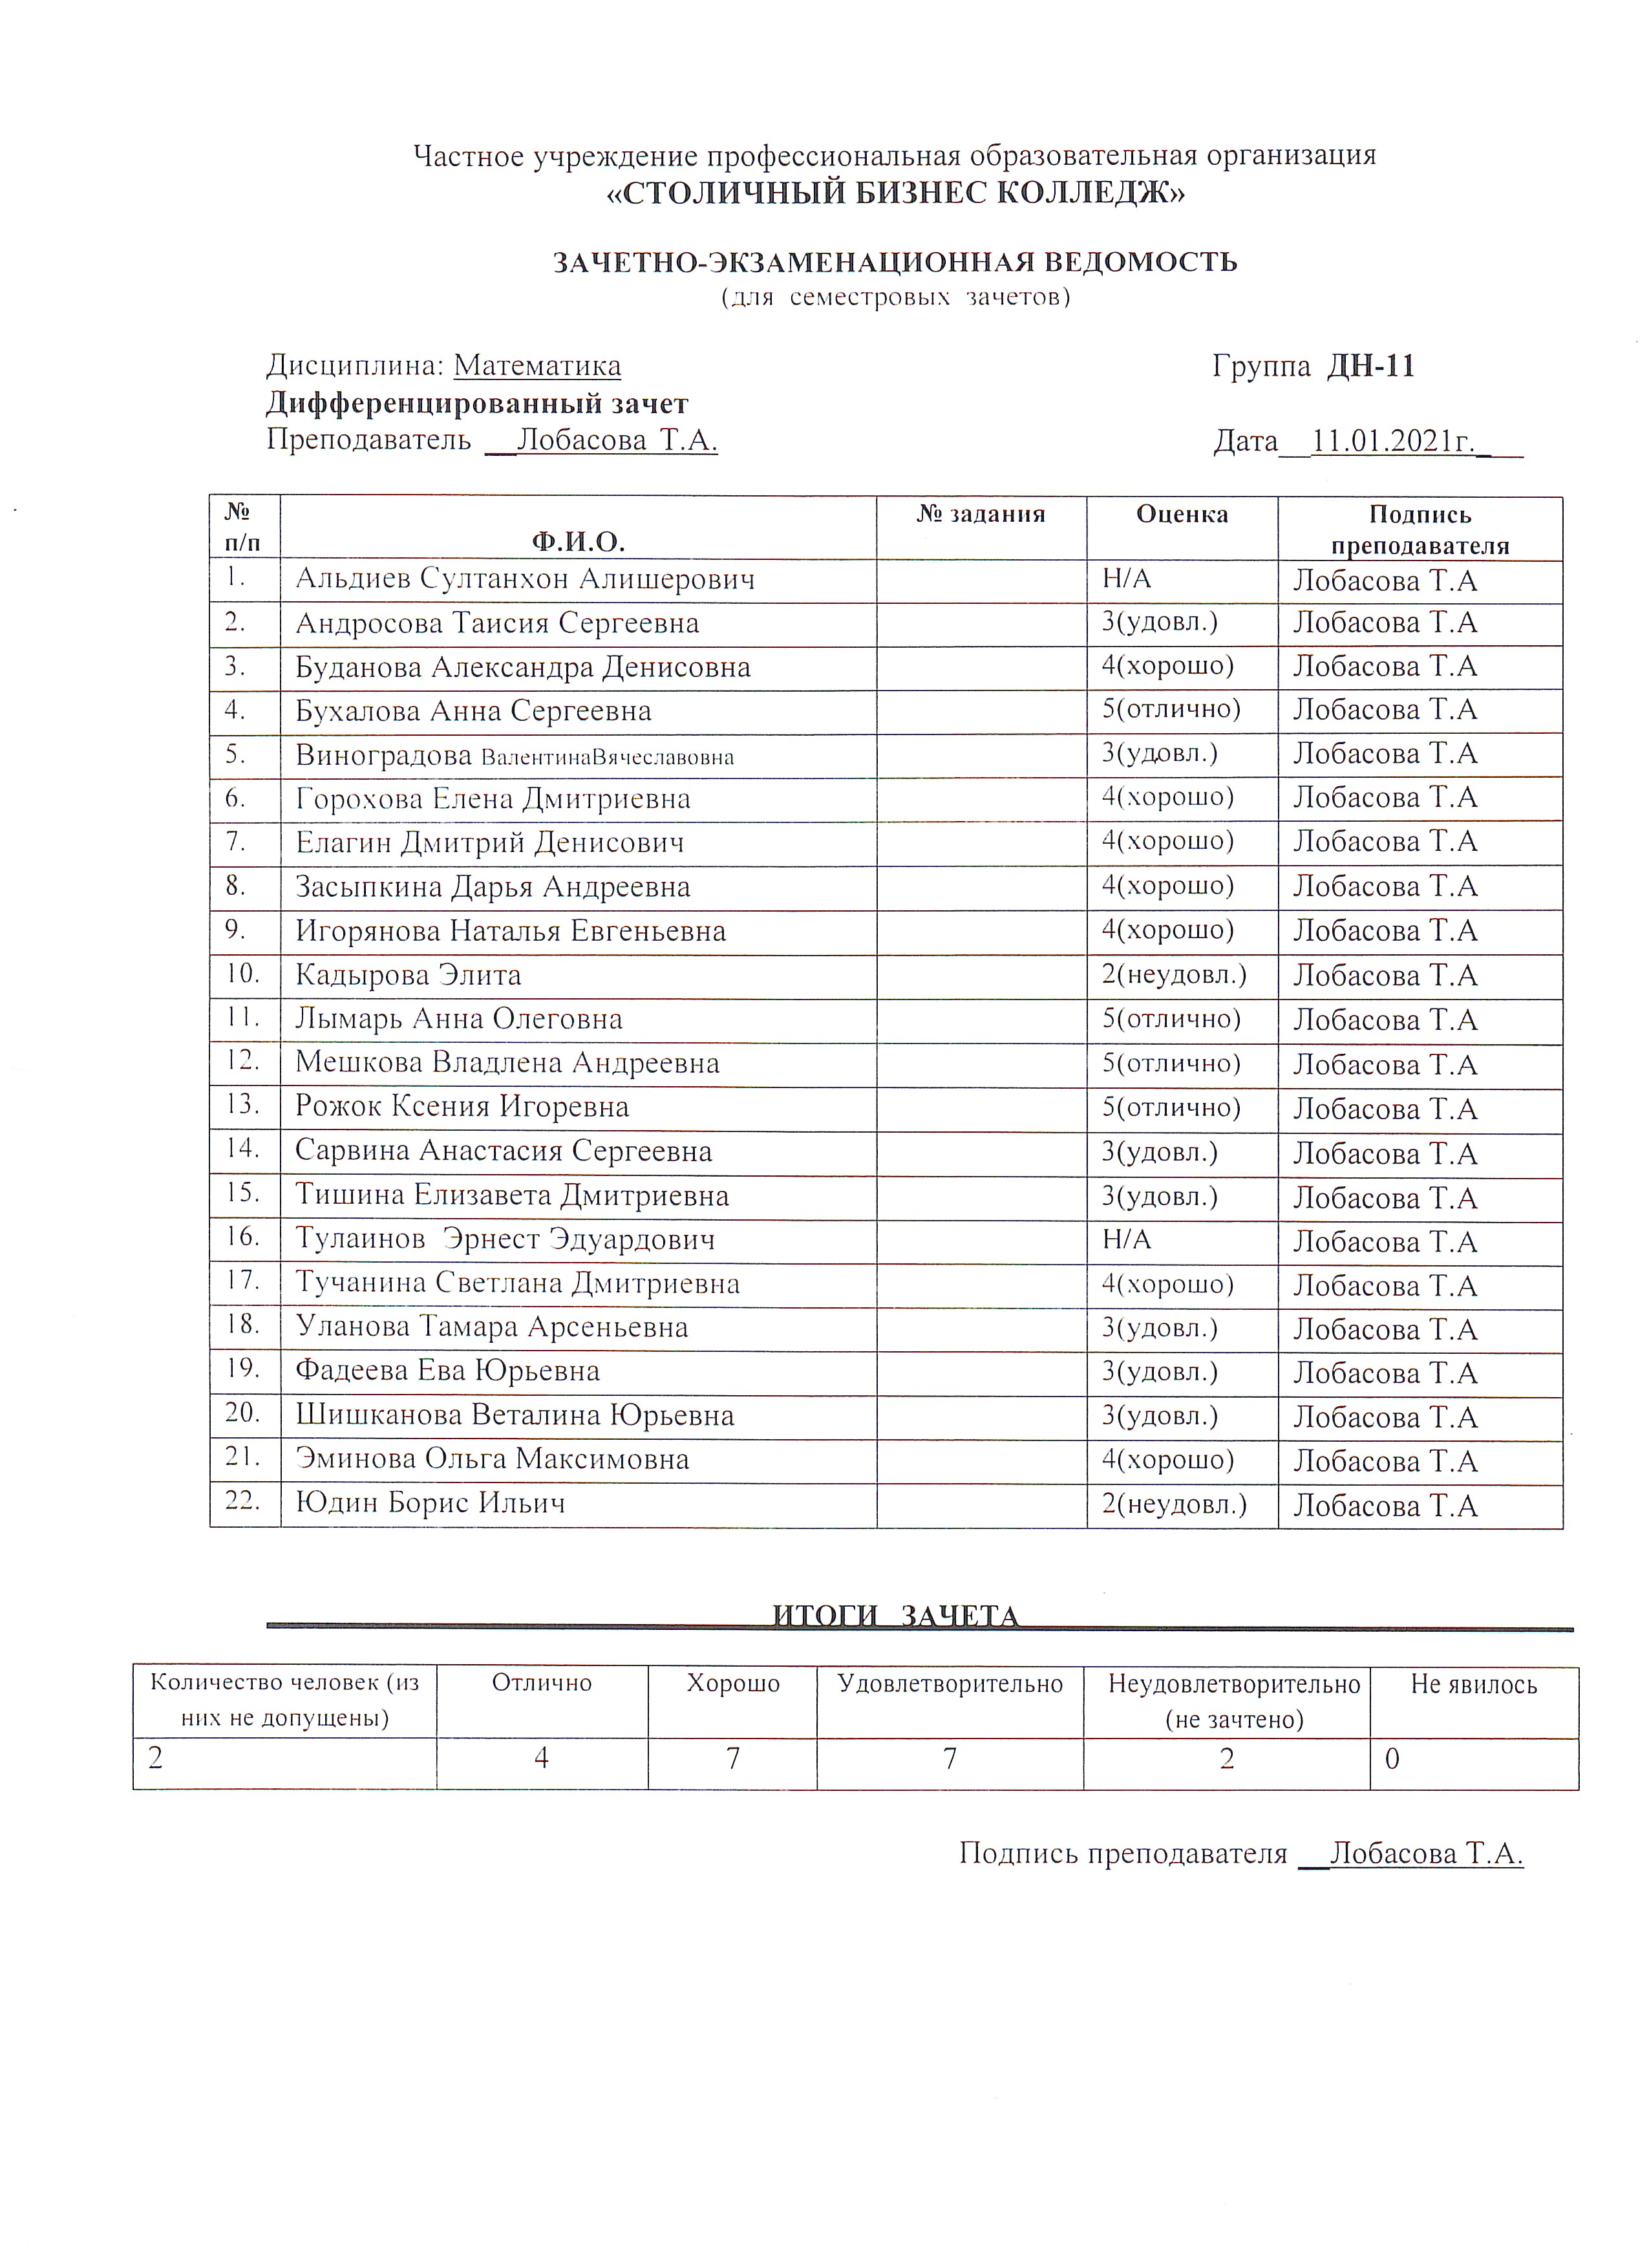 Частное учреждение профессиональная образовательная организация
«СТОЛИЧНЫЙ БИЗНЕС КОЛЛЕДЖ»
ЗАЧЕТНО-ЭКЗАМЕНАЦИОННАЯ ВЕДОМОСТЬ
(для семестровых зачетов)
Дисциплина: Математика Группа ДН-11
Дифференцированный зачет
Преподаватель __Лобасова Т.А. Дата__11.01.2021г.___
№ п/п Ф.И.О. № задания Оценка Подпись преподавателя
1. Альдиев Султанхон Алишерович Н/А Лобасова Т.А
2. Андросова Таисия Сергеевна 3(удовл.) Лобасова Т.А
3. Буданова Александра Денисовна 4(хорошо) Лобасова Т.А
4. Бухалова Анна Сергеевна 5(отлично) Лобасова Т.А
5. Виноградова ВалентинаВячеславовна 3(удовл.) Лобасова Т.А
6. Горохова Елена Дмитриевна 4(хорошо) Лобасова Т.А
7. Елагин Дмитрий Денисович 4(хорошо) Лобасова Т.А
8. Засыпкина Дарья Андреевна 4(хорошо) Лобасова Т.А
9. Игорянова Наталья Евгеньевна 4(хорошо) Лобасова Т.А
10. Кадырова Элита 2(неудовл.) Лобасова Т.А
11. Лымарь Анна Олеговна 5(отлично) Лобасова Т.А
12. Мешкова Владлена Андреевна 5(отлично) Лобасова Т.А
13. Рожок Ксения Игоревна 5(отлично) Лобасова Т.А
14. Сарвина Анастасия Сергеевна 3(удовл.) Лобасова Т.А
15. Тишина Елизавета Дмитриевна 3(удовл.) Лобасова Т.А
16. Тулаинов Эрнест Эдуардович Н/А Лобасова Т.А
17. Тучанина Светлана Дмитриевна 4(хорошо) Лобасова Т.А
18. Уланова Тамара Арсеньевна 3(удовл.) Лобасова Т.А
19. Фадеева Ева Юрьевна 3(удовл.) Лобасова Т.А
20. Шишканова Веталина Юрьевна 3(удовл.) Лобасова Т.А
21. Эминова Ольга Максимовна 4(хорошо) Лобасова Т.А
22. Юдин Борис Ильич 2(неудовл.) Лобасова Т.А
ИТОГИ ЗАЧЕТА
Количество человек (из них не допущены) Отлично Хорошо Удовлетворительно Неудовлетворительно (не зачтено) Не явилось
2 4 7 7 2 0
Подпись преподавателя __Лобасова Т.А.